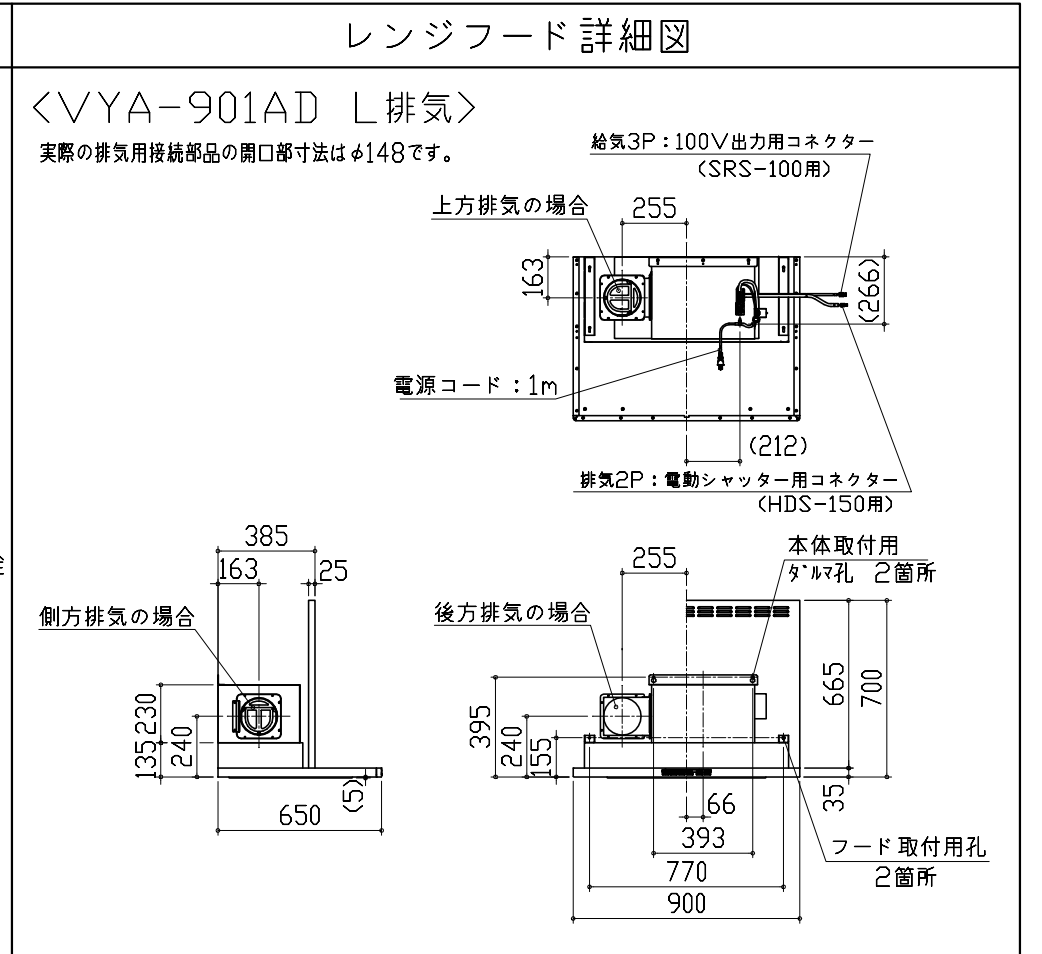 レンジフード詳細図
<VYA-901AD L排気>
実際の排気用接続部品の開口部寸法はφ148です。
給気3P：100V出力用コネクター
(SRS-100用)
上方排気の場合
255
163
(266)
電源コード：1m
(212)
排気2P：電動シャッター用コネクター
(HDS-150用)
385
163
25
側方排気の場合
230
135
240
(5)
650
255
本体取付用
ダルマ孔 2箇所
後方排気の場合
395
240
155
665
700
35
66
393
770
900
フード取付用孔
2箇所